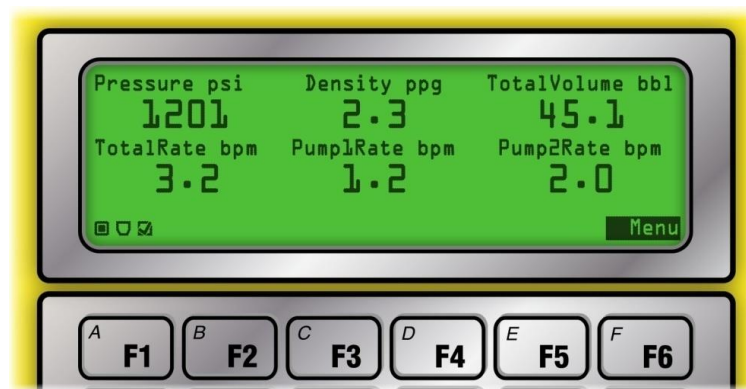 Pressure psi Density ppg TotalVolume bbl
1201 2.3 45.1
TotalRate bpm Pump1Rate bpm Pump2Rate bpm
3.2 1.2 2.0
Menu
A F1 B F2 C F3 D F4 E F5 F F6